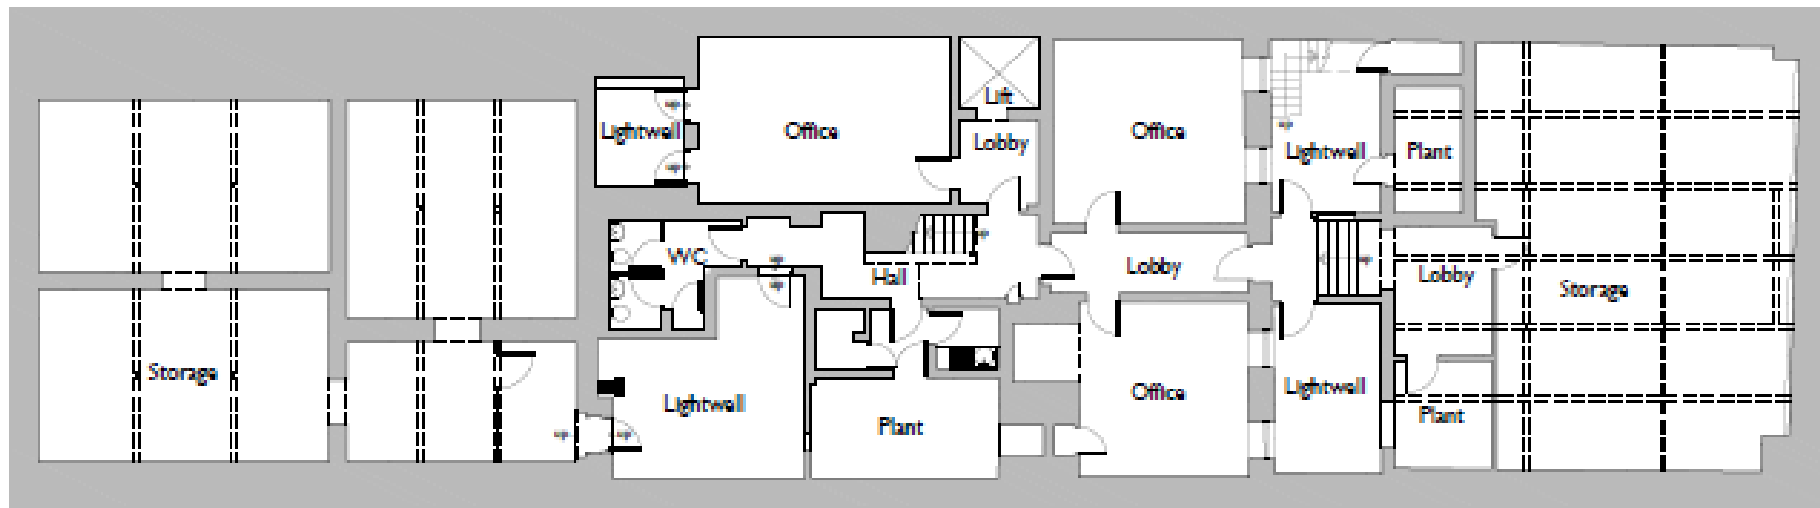 Lift
Lightwell
Office
Lobby
Office
Lightwell
Plant
WC
Hall
Lobby
Lobby
Storage
Storage
Lightwell
Plant
Office
Lightwell
Plant